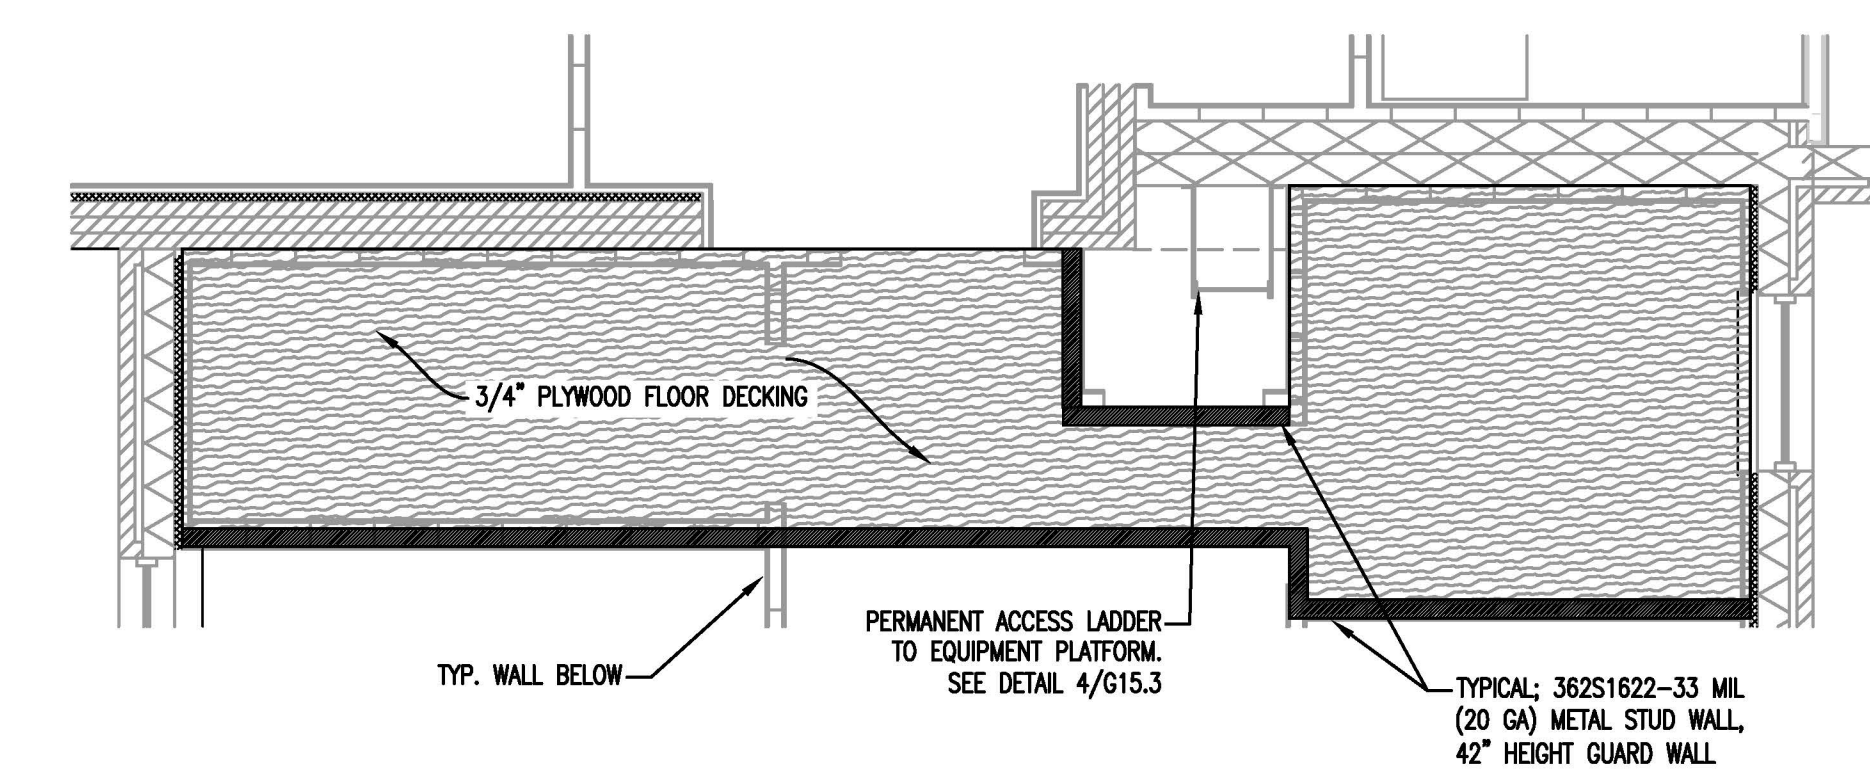 3/4" PLYWOOD FLOOR DECKING
PERMANENT ACCESS LADDER
TO EQUIPMENT PLATFORM.
SEE DETAIL 4/G15.3
TYP. WALL BELOW
TYPICAL; 362S1622-33 MIL
(20 GA) METAL STUD WALL,
42" HEIGHT GUARD WALL